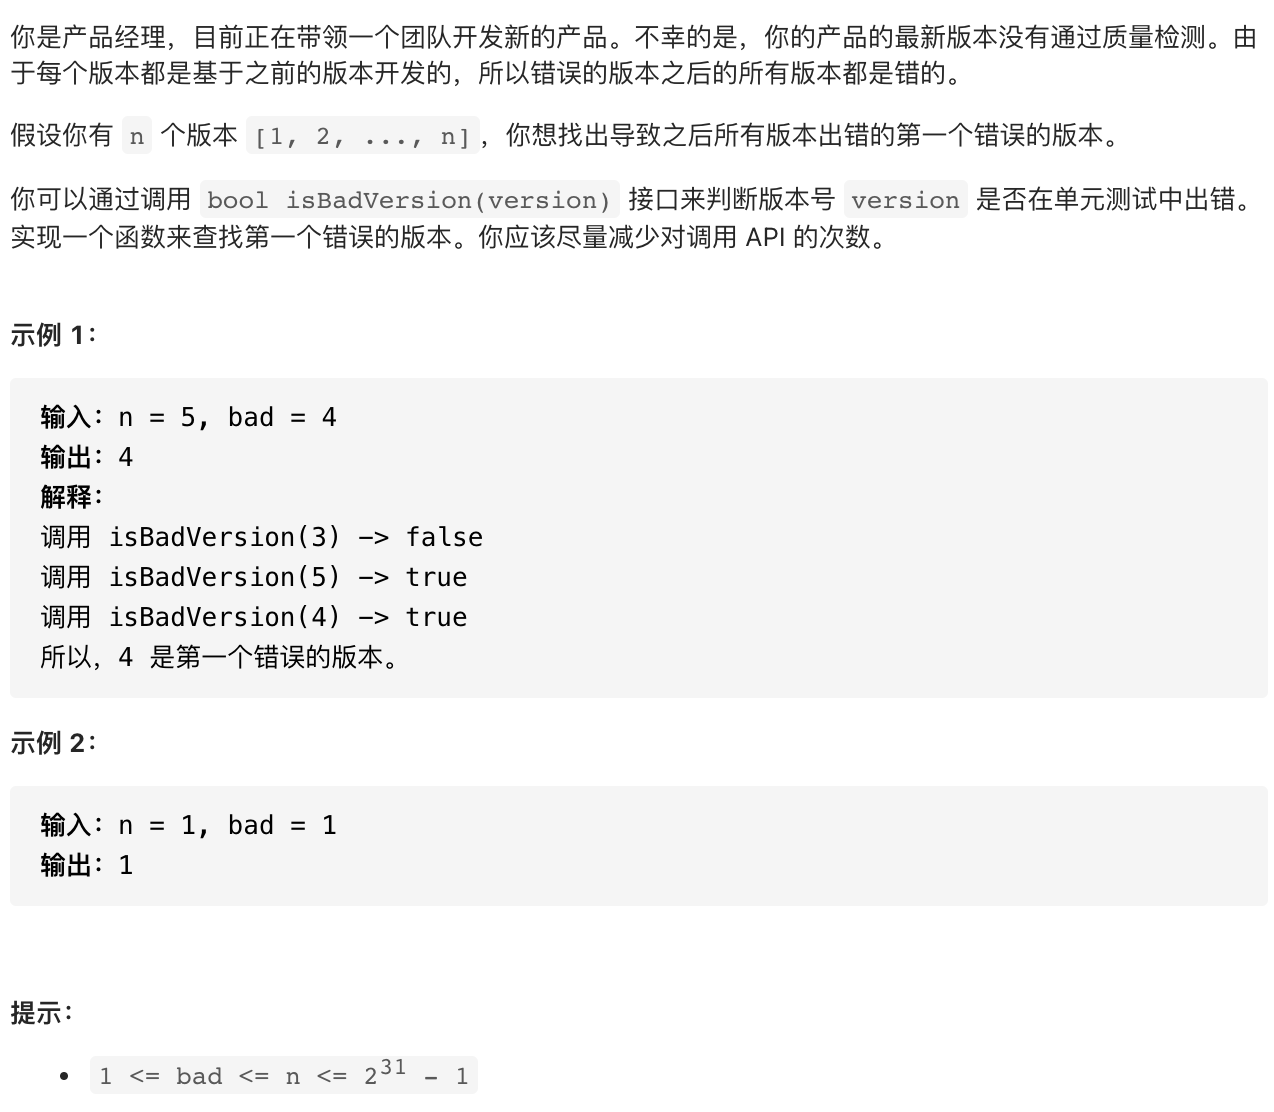 你是产品经理，目前正在带领一个团队开发新的产品。不幸的是，你的产品的最新版本没有通过质量检测。由
于每个版本都是基于之前的版本开发的，所以错误的版本之后的所有版本都是错的。
假设你有 n 个版本 [1, 2, ..., n]，你想找出导致之后所有版本出错的第一个错误的版本。
你可以通过调用 bool isBadVersion(version) 接口来判断版本号 version 是否在单元测试中出错。
实现一个函数来查找第一个错误的版本。你应该尽量减少对调用 API 的次数。
示例 1：
输入：n = 5, bad = 4
输出：4
解释：
调用 isBadVersion(3) -> false
调用 isBadVersion(5) -> true
调用 isBadVersion(4) -> true
所以，4 是第一个错误的版本。
示例 2：
输入：n = 1, bad = 1
输出：1
提示：
• 1 <= bad <= n <= 2^31 - 1